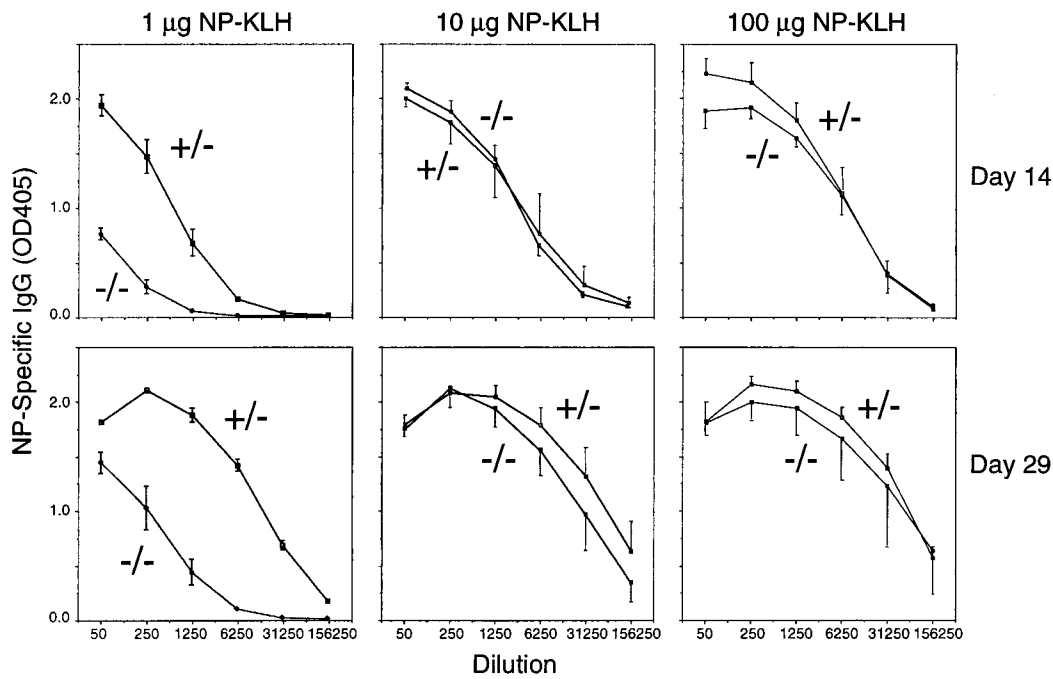 1 µg NP-KLH
10 µg NP-KLH
100 µg NP-KLH
NP-Specific IgG (OD405)
2.0
1.0
0.0
+/-
-/-
-/-
+/-
+/-
-/-
Day 14
2.0
1.0
0.0
+/-
-/-
+/-
-/-
+/-
-/-
Day 29
50 250 1250 6250 31250 156250
50 250 1250 6250 31250 156250
50 250 1250 6250 31250 156250
Dilution